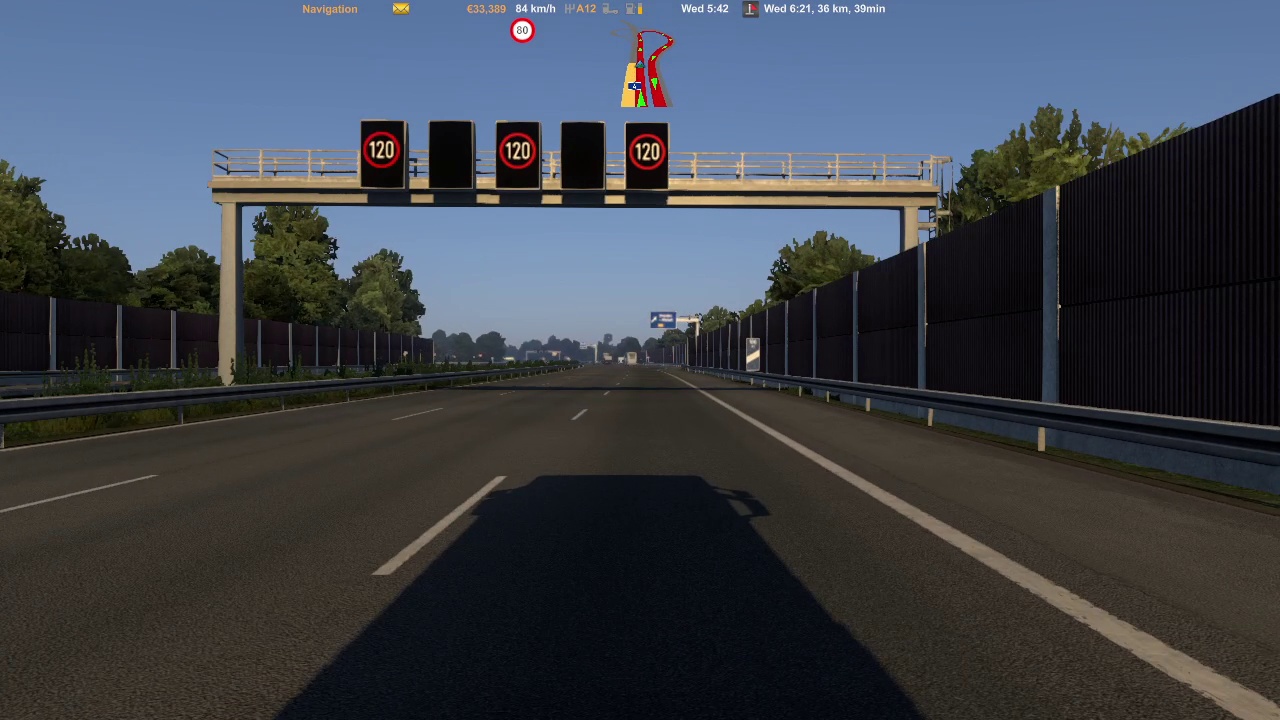 Navigation
€33,389
84 km/h
A12
Wed 5:42
Wed 6:21, 36 km, 39min
80
120
120
120